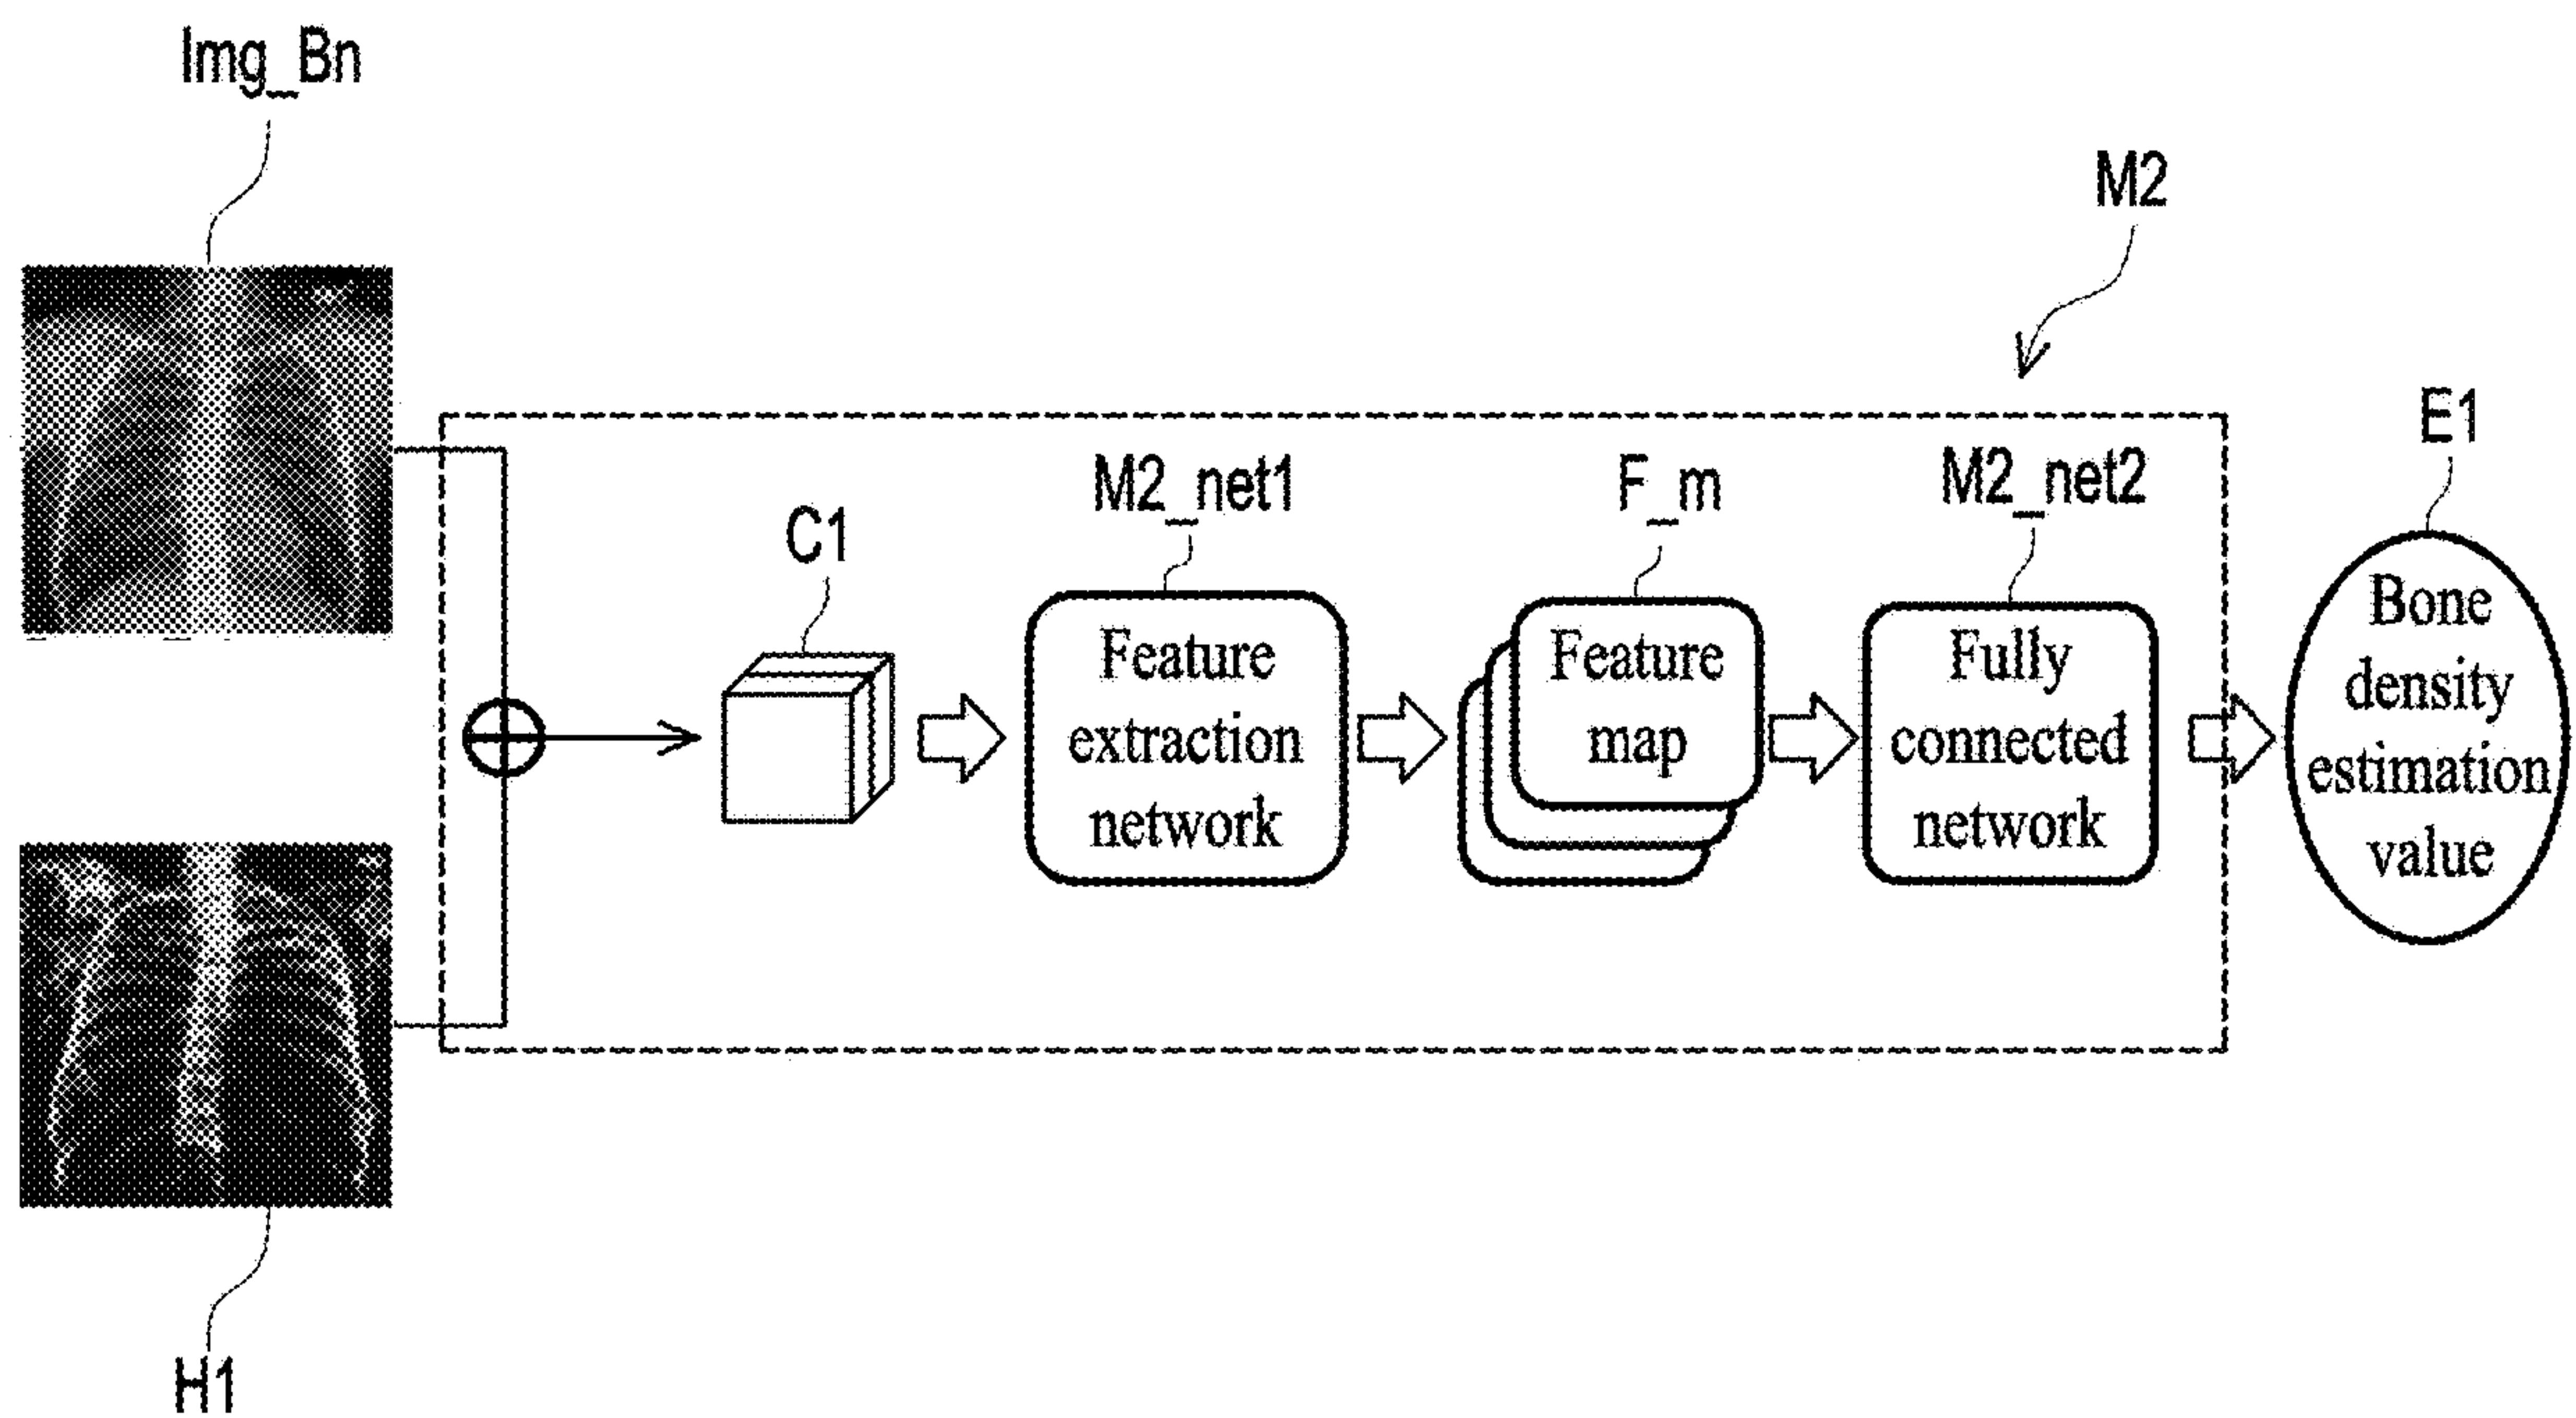 Img_Bn
M2
E1
M2_net1
F_m
M2_net2
C1
Feature
extraction
network
Feature
map
Fully
connected
network
Bone
density
estimation
value
H1